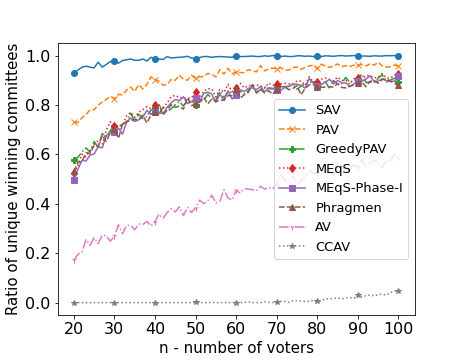 Ratio of unique winning committees
1.0
0.8
0.6
0.4
0.2
0.0
SAV
PAV
GreedyPAV
MEqS
MEqS-Phase-I
Phragmen
AV
CCAV
20 30 40 50 60 70 80 90 100
n - number of voters